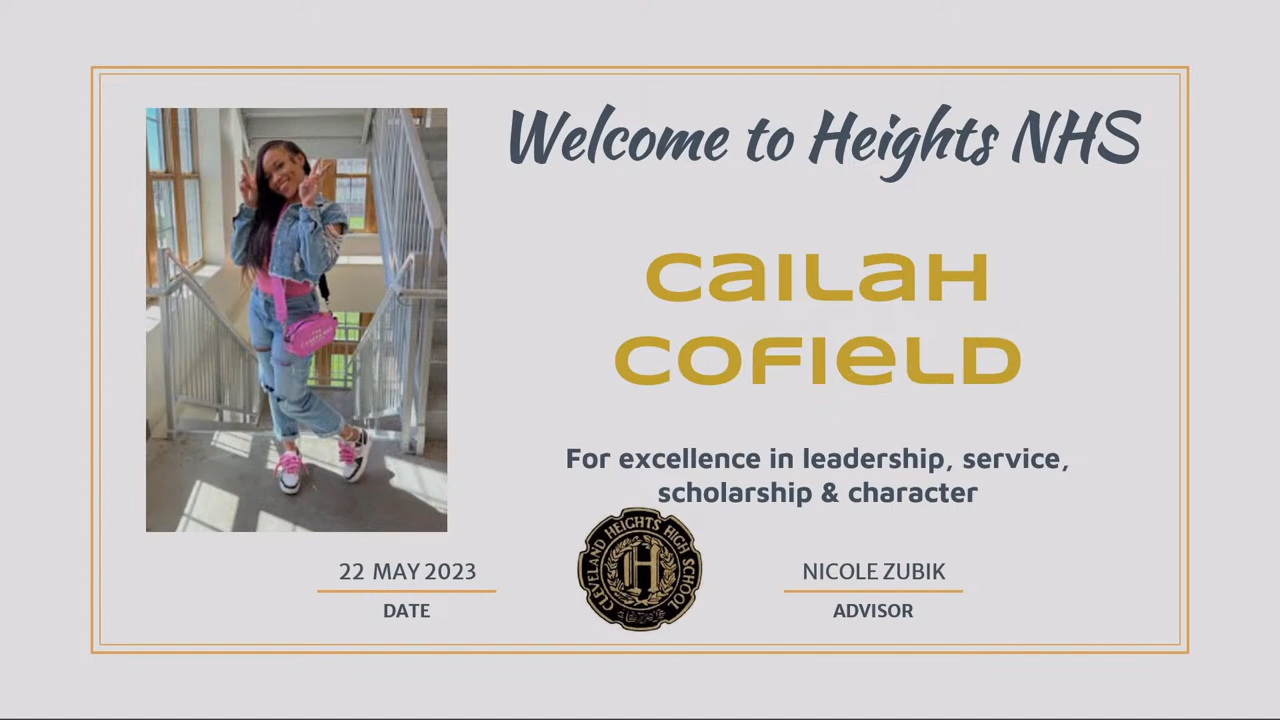 Welcome to Heights NHS
Cailah
Cofield
For excellence in leadership, service,
scholarship & character
22 MAY 2023
DATE
CLEVELAND HEIGHTS HIGH SCHOOL
H
NICOLE ZUBIK
ADVISOR